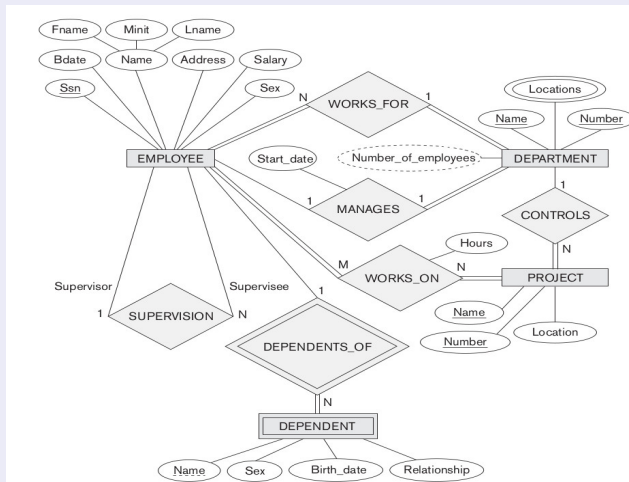 Fname Minit Lname
Bdate Name Address Salary
Ssn Sex
N WORKS_FOR 1
Locations
Name Number
EMPLOYEE
Start_date
Number_of_employees
DEPARTMENT
1 MANAGES 1
1
CONTROLS
N
Hours
M WORKS_ON N
PROJECT
Supervisor Supervisee
1 SUPERVISION N
1
Name
Number
Location
DEPENDENTS_OF
N
DEPENDENT
Name Sex Birth_date Relationship